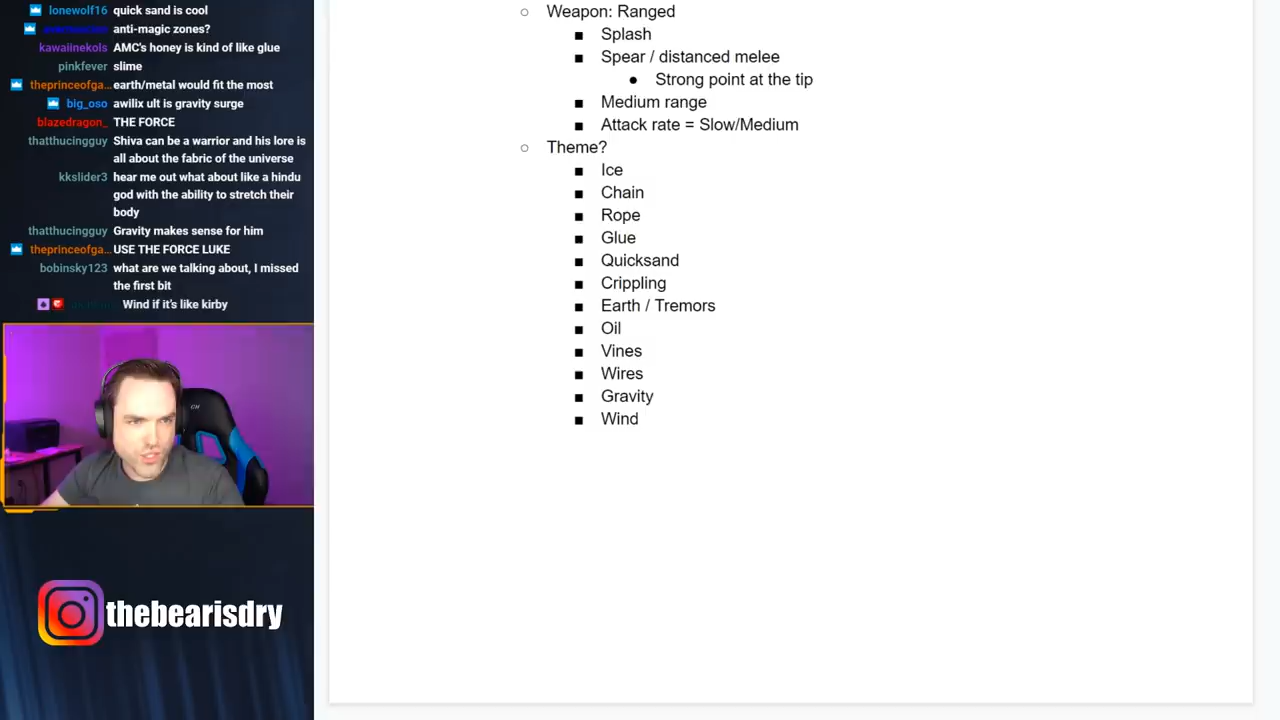 lonewolf16 quick sand is cool
anti-magic zones?
kawaiinekols AMC's honey is kind of like glue
pinkfever slime
theprinceofga... earth/metal would fit the most
big_oso awilix ult is gravity surge
blazedragon_ THE FORCE
thatthucingguy Shiva can be a warrior and his lore is
all about the fabric of the universe
kkslider3 hear me out what about like a hindu
god with the ability to stretch their
body
thatthucingguy Gravity makes sense for him
theprinceofga... USE THE FORCE LUKE
bobinsky123 what are we talking about, I missed
the first bit
Wind if it's like kirby
thebearisdry
Weapon: Ranged
Splash
Spear / distanced melee
Strong point at the tip
Medium range
Attack rate = Slow/Medium
Theme?
Ice
Chain
Rope
Glue
Quicksand
Crippling
Earth / Tremors
Oil
Vines
Wires
Gravity
Wind